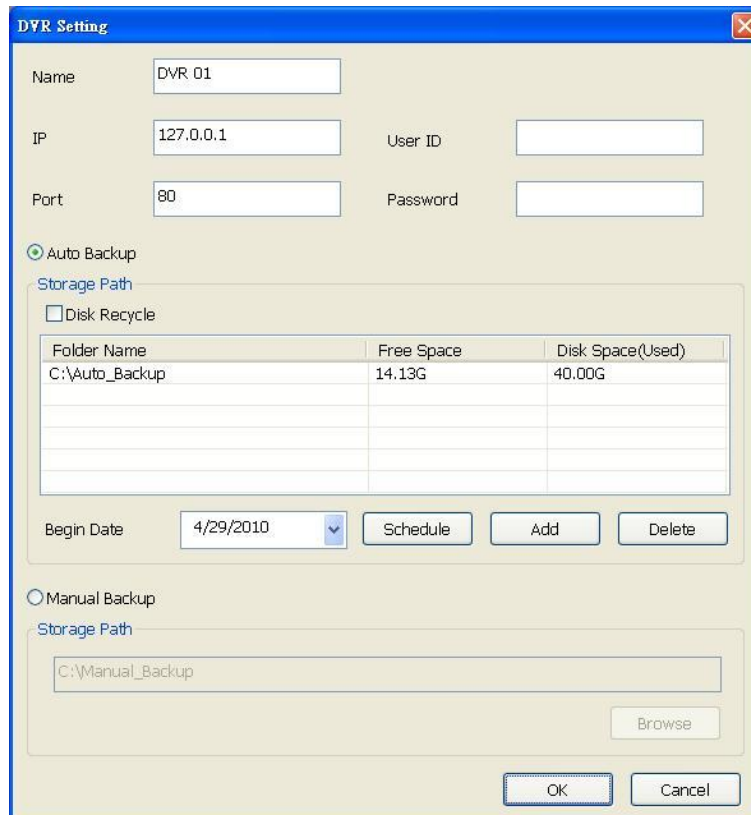 DVR Setting
Name DVR 01
IP 127.0.0.1 User ID
Port 80 Password
Auto Backup
Storage Path
Disk Recycle
Folder Name Free Space Disk Space(Used)
C:\Auto_Backup 14.13G 40.00G
Begin Date 4/29/2010 Schedule Add Delete
Manual Backup
Storage Path
C:\Manual_Backup
Browse
OK Cancel